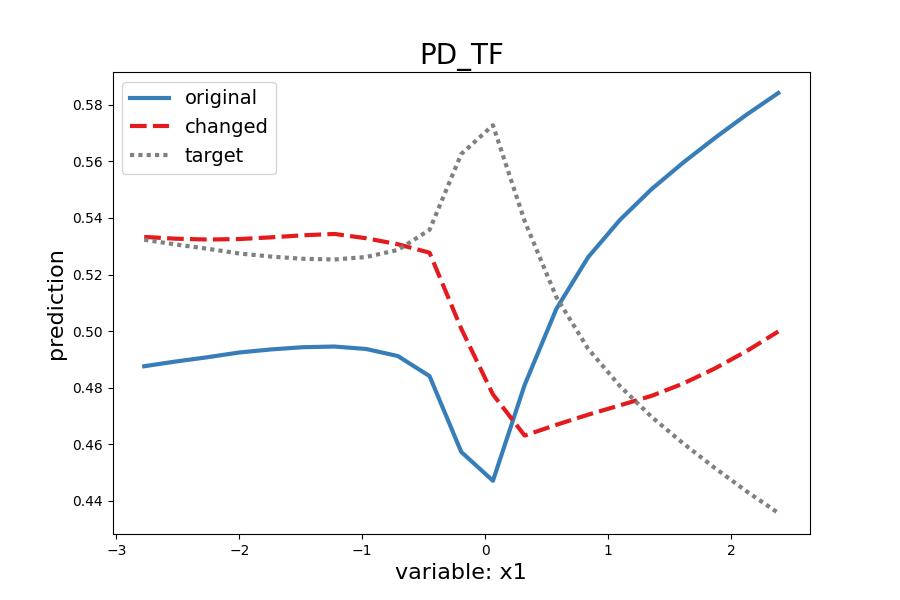 PD_TF
original
changed
target
0.58
0.56
0.54
0.52
0.50
0.48
0.46
0.44
prediction
−3
−2
−1
0
1
2
variable: x1